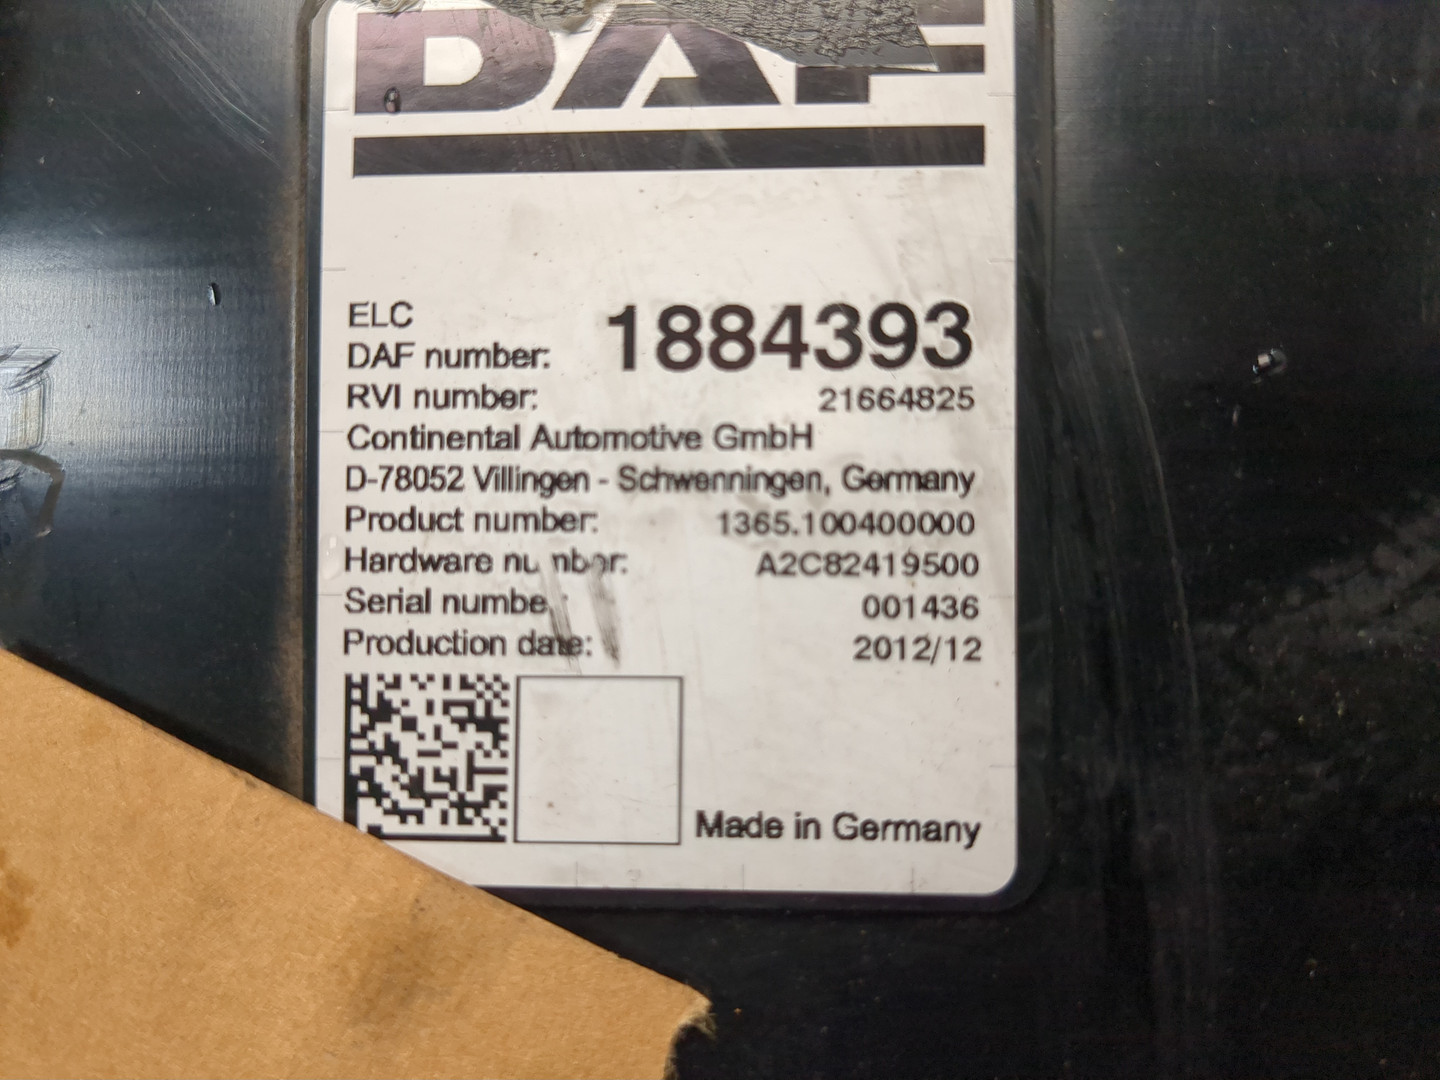 DAF
ELC
DAF number: 1884393
RVI number: 21664825
Continental Automotive GmbH
D-78052 Villingen - Schwenningen, Germany
Product number: 1365.100400000
Hardware number: A2C82419500
Serial number: 001436
Production date: 2012/12
Made in Germany